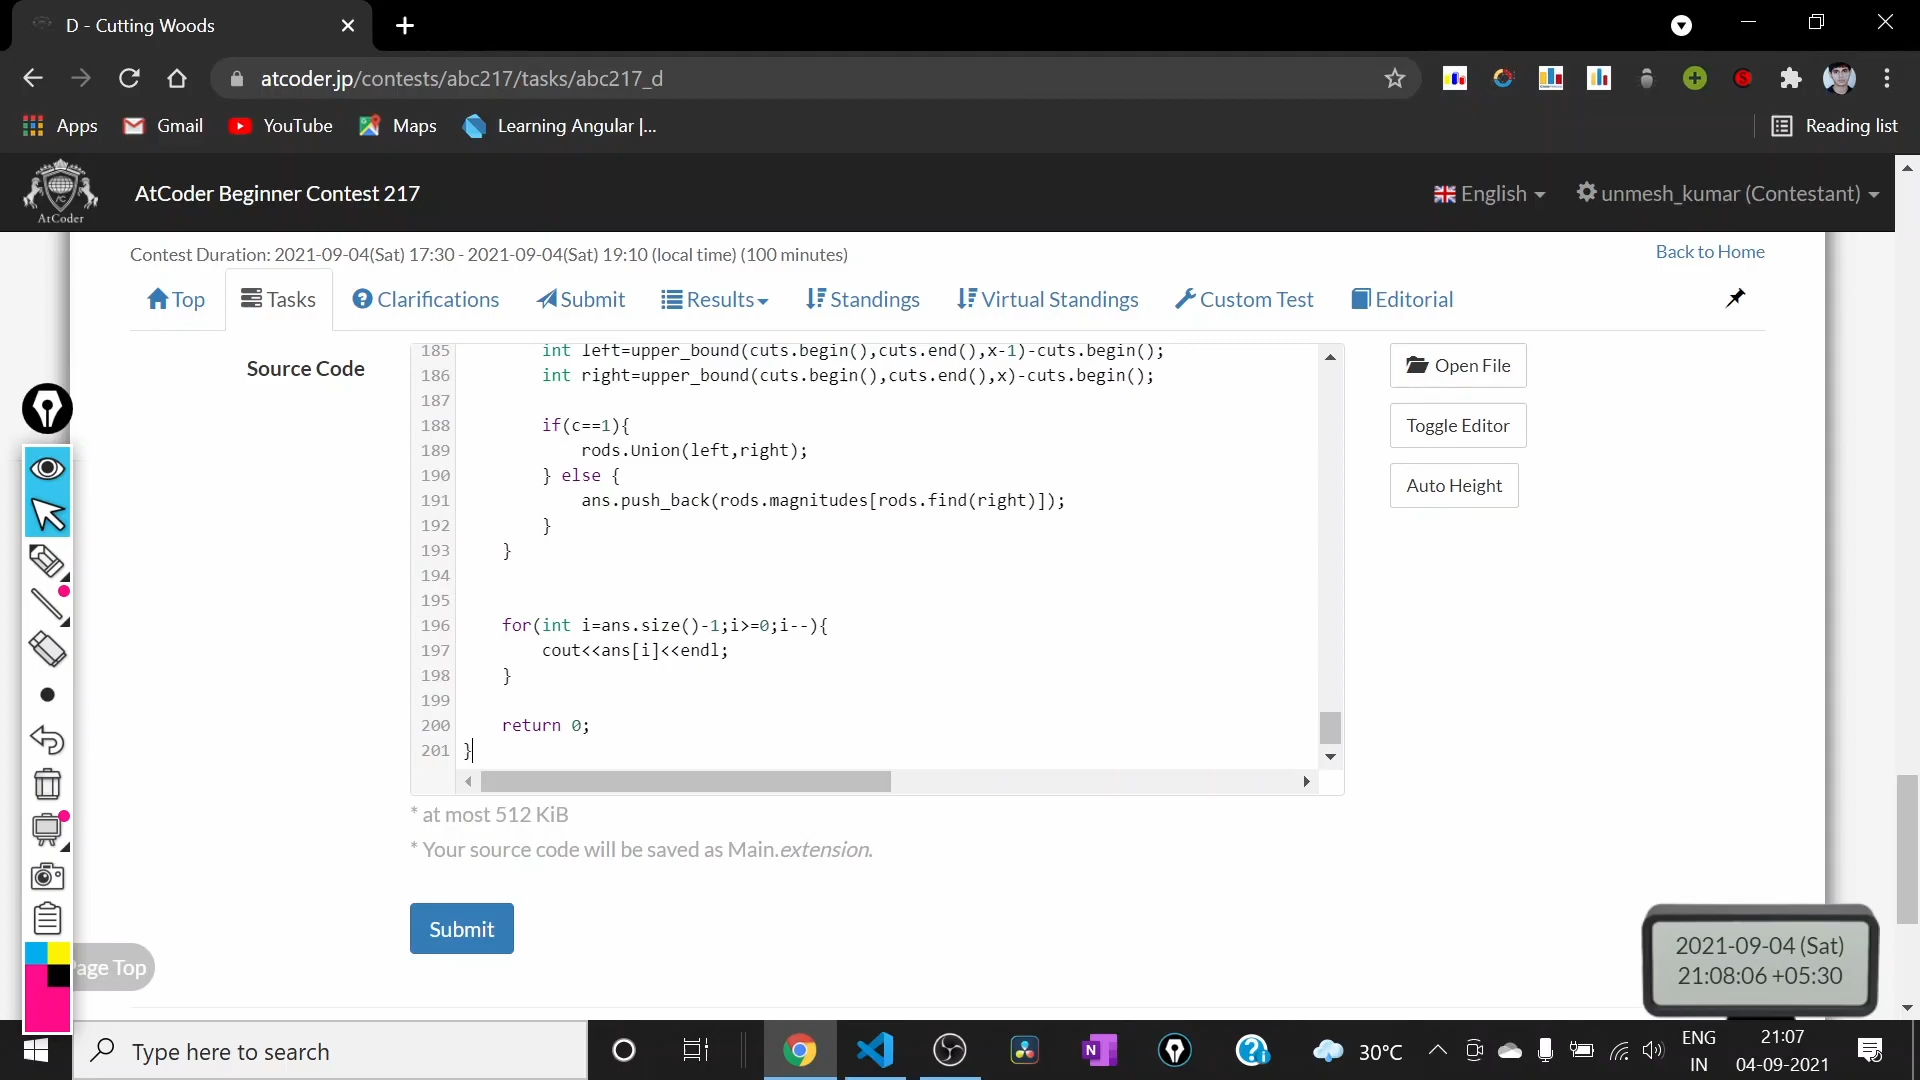 D - Cutting Woods
atcoder.jp/contests/abc217/tasks/abc217_d
Apps
Gmail
YouTube
Maps
Learning Angular |...
Reading list
AtCoder
AtCoder Beginner Contest 217
English
unmesh_kumar (Contestant)
Contest Duration: 2021-09-04(Sat) 17:30 - 2021-09-04(Sat) 19:10 (local time) (100 minutes)
Back to Home
Top
Tasks
Clarifications
Submit
Results
Standings
Virtual Standings
Custom Test
Editorial
Source Code
185 int left=upper_bound(cuts.begin(),cuts.end(),x-1)-cuts.begin();
186 int right=upper_bound(cuts.begin(),cuts.end(),x)-cuts.begin();
187
188 if(c==1){
189 rods.Union(left,right);
190 } else {
191 ans.push_back(rods.magnitudes[rods.find(right)]);
192 }
193 }
194
195
196 for(int i=ans.size()-1;i>=0;i--){
197 cout<<ans[i]<<endl;
198 }
199
200 return 0;
201 }
Open File
Toggle Editor
Auto Height
* at most 512 KiB
* Your source code will be saved as Main.extension.
Submit
Page Top
2021-09-04 (Sat)
21:08:06 +05:30
Type here to search
30°C
ENG
IN
21:07
04-09-2021